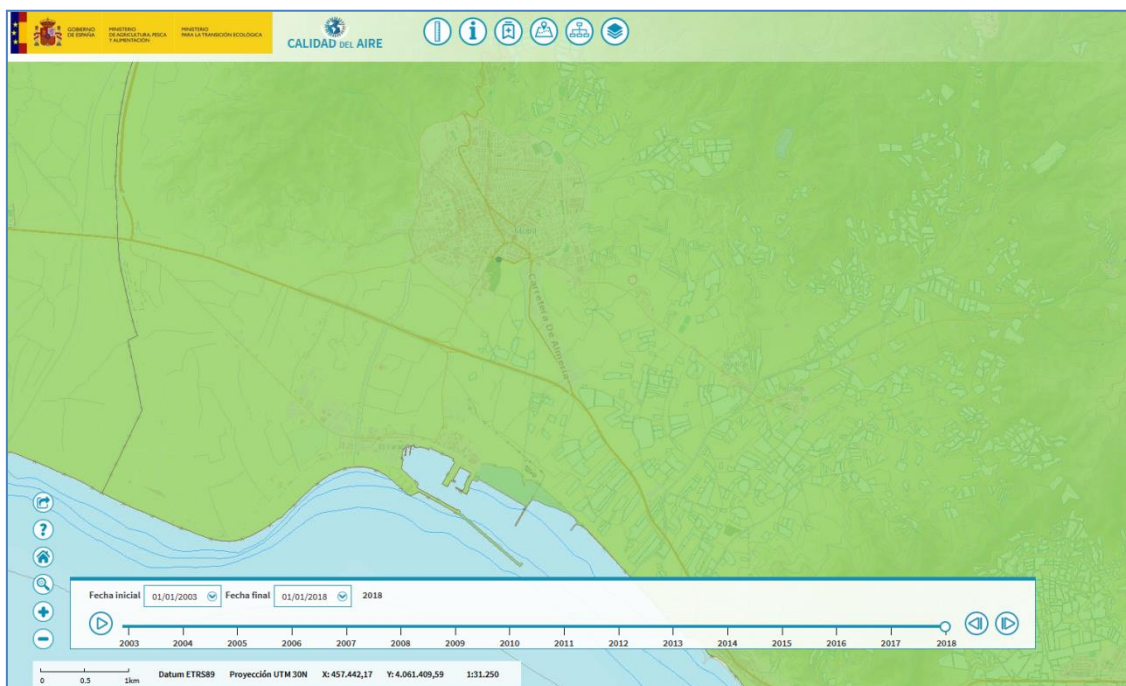 GOBIERNO
DE ESPAÑA
MINISTERIO
DE AGRICULTURA, PESCA
Y ALIMENTACIÓN
MINISTERIO
PARA LA TRANSICIÓN ECOLÓGICA
CALIDAD DEL AIRE
Motril
Carretera De Almería
Fecha inicial 01/01/2003 Fecha final 01/01/2018 2018
2003 2004 2005 2006 2007 2008 2009 2010 2011 2012 2013 2014 2015 2016 2017 2018
0 0.5 1km Datum ETRS89 Proyección UTM 30N X: 457.442,17 Y: 4.061.409,59 1:31.250